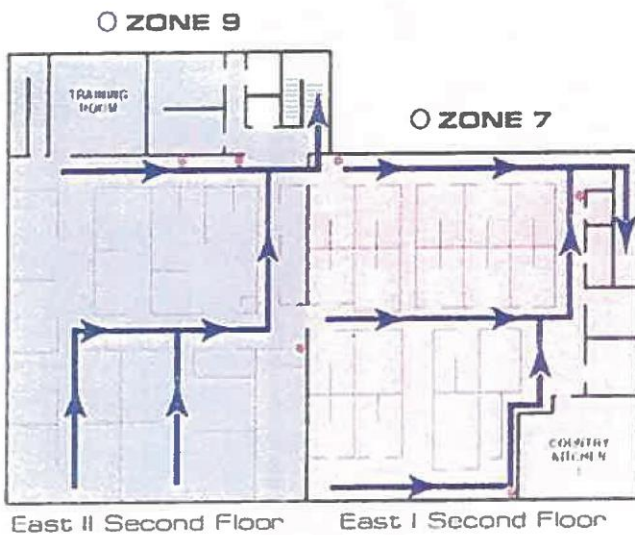 ZONE 9
TRAINING
ROOM
ZONE 7
COUNTRY
KITCHEN
East II Second Floor
East I Second Floor